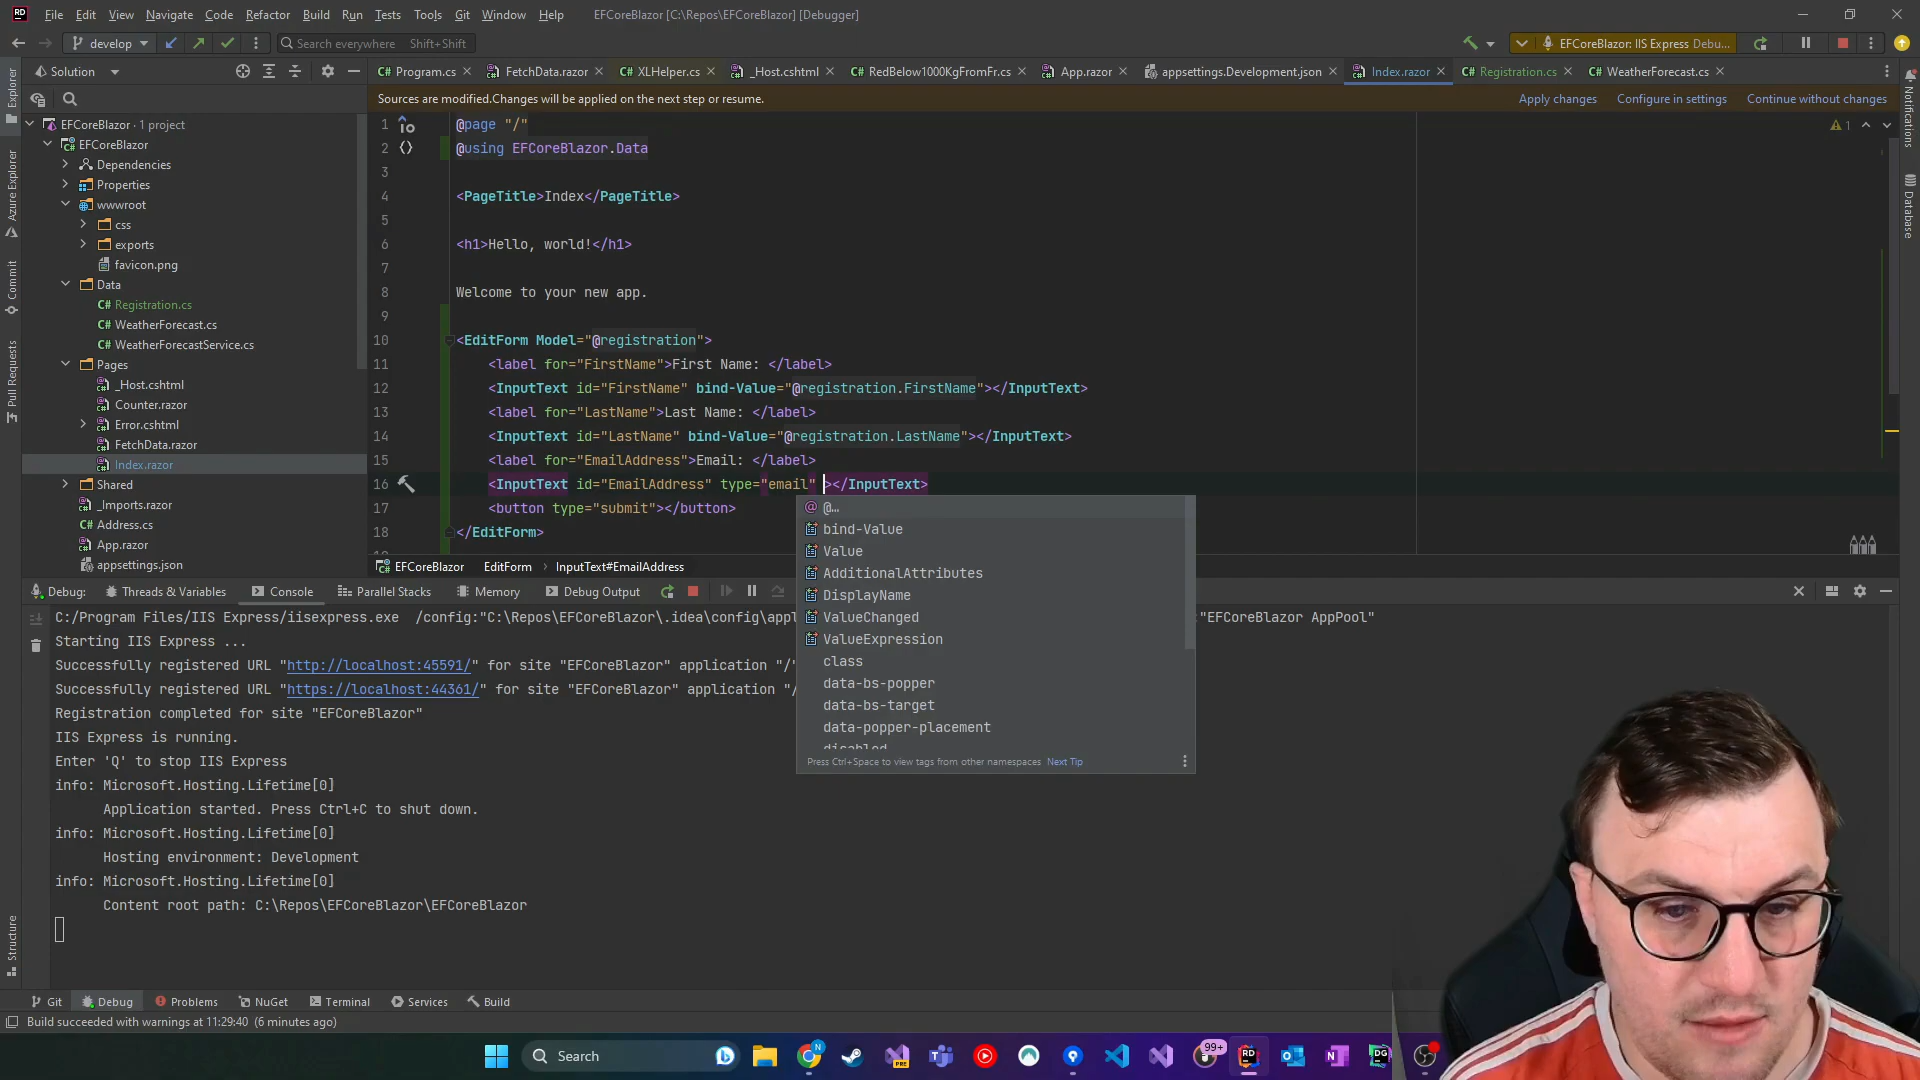 RD File Edit View Navigate Code Refactor Build Run Tests Tools Git Window Help EFCoreBlazor [C:\Repos\EFCoreBlazor] [Debugger]
develop Search everywhere Shift+Shift EFCoreBlazor: IIS Express Debu...
Solution Program.cs FetchData.razor XLHelper.cs _Host.cshtml RedBelow1000KgFromFr.cs App.razor appsettings.Development.json Index.razor Registration.cs WeatherForecast.cs
Sources are modified.Changes will be applied on the next step or resume. Apply changes Configure in settings Continue without changes
Explorer
Azure Explorer
Commit
Pull Requests
Structure
Notifications
Database
EFCoreBlazor · 1 project
EFCoreBlazor
Dependencies
Properties
wwwroot
css
exports
favicon.png
Data
C# Registration.cs
C# WeatherForecast.cs
C# WeatherForecastService.cs
Pages
_Host.cshtml
Counter.razor
Error.cshtml
FetchData.razor
Index.razor
Shared
_Imports.razor
C# Address.cs
App.razor
appsettings.json
1 @page "/"
2 @using EFCoreBlazor.Data
3
4 <PageTitle>Index</PageTitle>
5
6 <h1>Hello, world!</h1>
7
8 Welcome to your new app.
9
10 <EditForm Model="@registration">
11 <label for="FirstName">First Name: </label>
12 <InputText id="FirstName" bind-Value="@registration.FirstName"></InputText>
13 <label for="LastName">Last Name: </label>
14 <InputText id="LastName" bind-Value="@registration.LastName"></InputText>
15 <label for="EmailAddress">Email: </label>
16 <InputText id="EmailAddress" type="email" ></InputText>
17 <button type="submit"></button>
18 </EditForm>
1
@ @…
bind-Value
Value
AdditionalAttributes
DisplayName
ValueChanged
ValueExpression
class
data-bs-popper
data-bs-target
data-popper-placement
disabled
Press Ctrl+Space to view tags from other namespaces Next Tip
EFCoreBlazor EditForm InputText#EmailAddress
Debug: Threads & Variables Console Parallel Stacks Memory Debug Output
C:/Program Files/IIS Express/iisexpress.exe /config:"C:\Repos\EFCoreBlazor\.idea\config\appl "EFCoreBlazor AppPool"
Starting IIS Express ...
Successfully registered URL "http://localhost:45591/" for site "EFCoreBlazor" application "/"
Successfully registered URL "https://localhost:44361/" for site "EFCoreBlazor" application "/
Registration completed for site "EFCoreBlazor"
IIS Express is running.
Enter 'Q' to stop IIS Express
info: Microsoft.Hosting.Lifetime[0]
Application started. Press Ctrl+C to shut down.
info: Microsoft.Hosting.Lifetime[0]
Hosting environment: Development
info: Microsoft.Hosting.Lifetime[0]
Content root path: C:\Repos\EFCoreBlazor\EFCoreBlazor
Git Debug Problems NuGet Terminal Services Build
Build succeeded with warnings at 11:29:40 (6 minutes ago)
Search N PRE 99+ RD DG